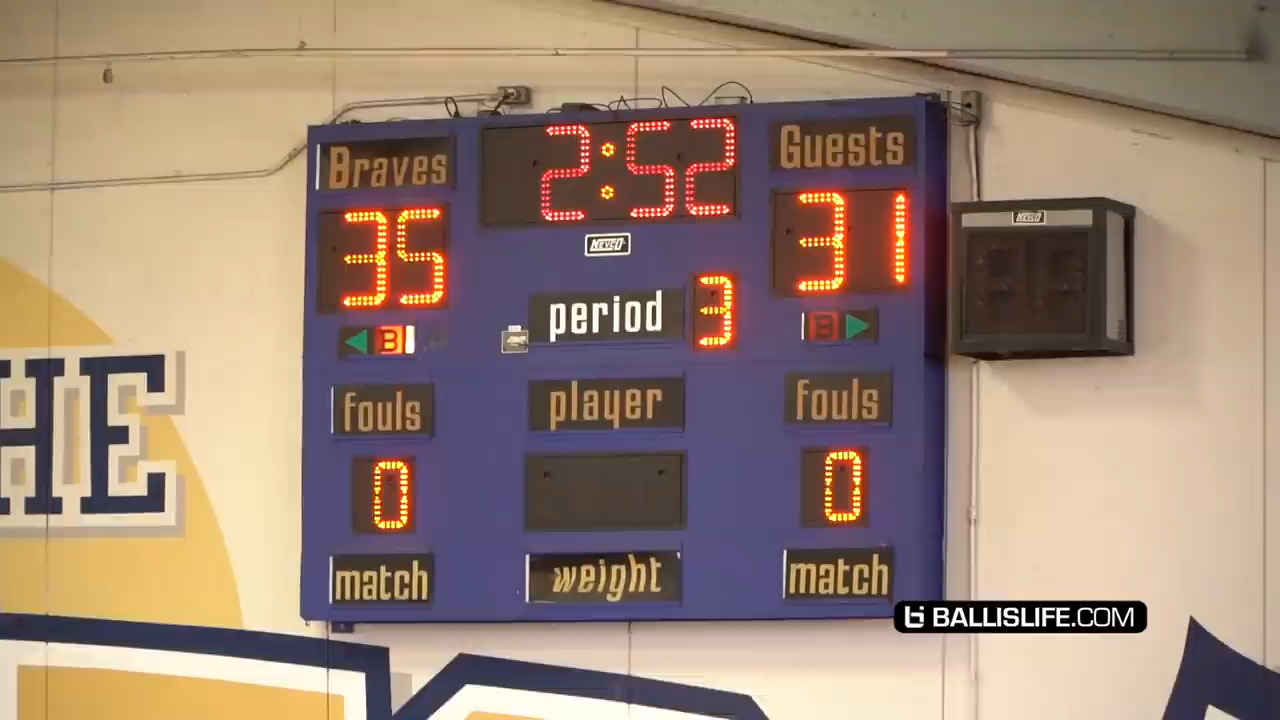 Braves
2:52
Guests
35
NEVCO
31
NEVCO
period 3
B
B
fouls
player
fouls
0
0
match
weight
match
HE
BALLISLIFE.COM